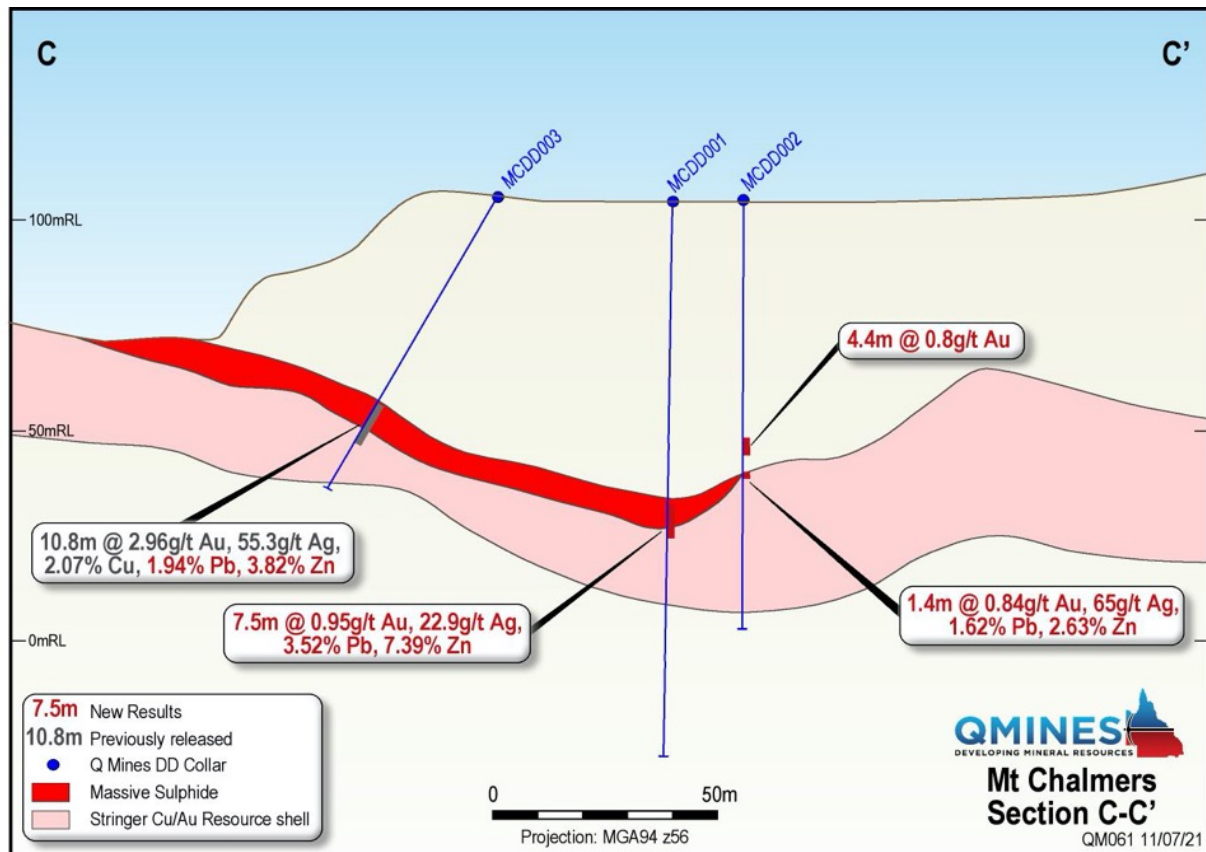 C
C'
MCDD003
MCDD001
MCDD002
100mRL
50mRL
0mRL
4.4m @ 0.8g/t Au
10.8m @ 2.96g/t Au, 55.3g/t Ag,
2.07% Cu, 1.94% Pb, 3.82% Zn
7.5m @ 0.95g/t Au, 22.9g/t Ag,
3.52% Pb, 7.39% Zn
1.4m @ 0.84g/t Au, 65g/t Ag,
1.62% Pb, 2.63% Zn
7.5m New Results
10.8m Previously released
Q Mines DD Collar
Massive Sulphide
Stringer Cu/Au Resource shell
0 50m
Projection: MGA94 z56
QMINES
DEVELOPING MINERAL RESOURCES
Mt Chalmers
Section C-C'
QM061 11/07/21